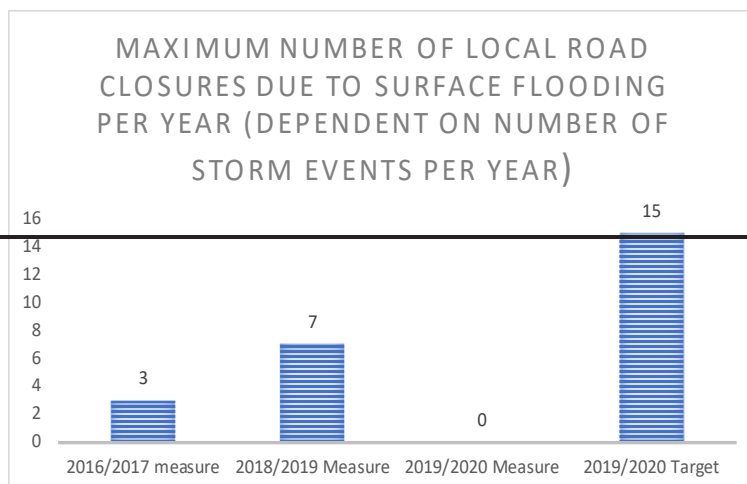 MAXIMUM NUMBER OF LOCAL ROAD
CLOSURES DUE TO SURFACE FLOODING
PER YEAR (DEPENDENT ON NUMBER OF
STORM EVENTS PER YEAR)
16
14
12
10
8
6
4
2
0
3
7
0
15
2016/2017 measure
2018/2019 Measure
2019/2020 Measure
2019/2020 Target